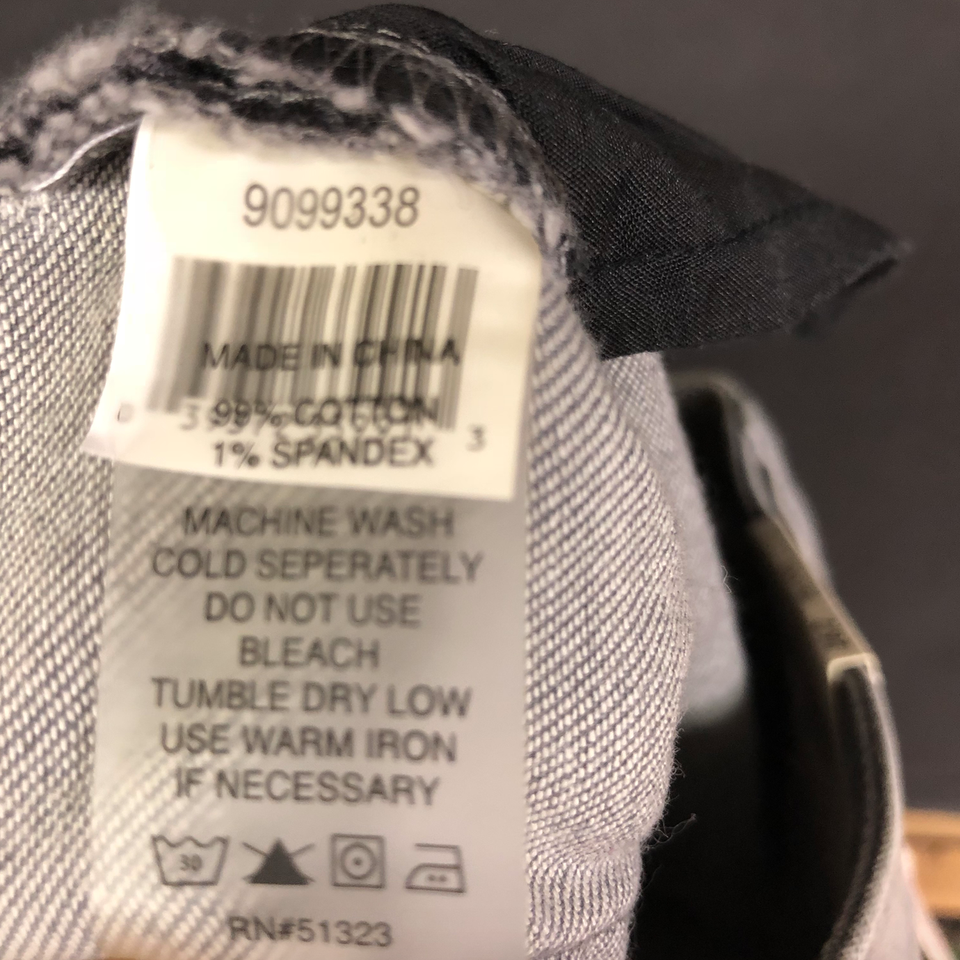 9099338
MADE IN CHINA
99% COTTON
1% SPANDEX
MACHINE WASH
COLD SEPERATELY
DO NOT USE
BLEACH
TUMBLE DRY LOW
USE WARM IRON
IF NECESSARY
30
RN#51323